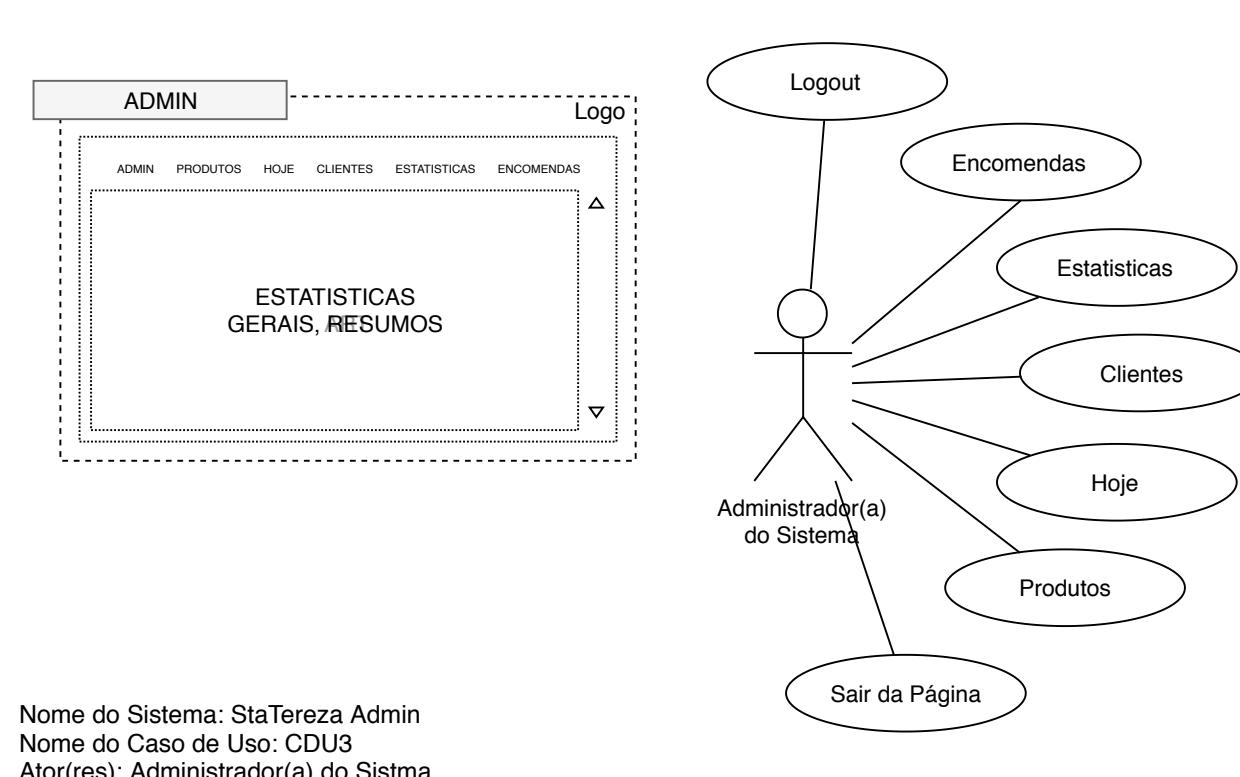 ADMIN
Logo
ADMIN PRODUTOS HOJE CLIENTES ESTATISTICAS ENCOMENDAS
ESTATISTICAS
GERAIS, RESUMOS
Logout
Encomendas
Estatisticas
Clientes
Hoje
Produtos
Sair da Página
Administrador(a)
do Sistema
Nome do Sistema: StaTereza Admin
Nome do Caso de Uso: CDU3
Ator(res): Administrador(a) do Sistma